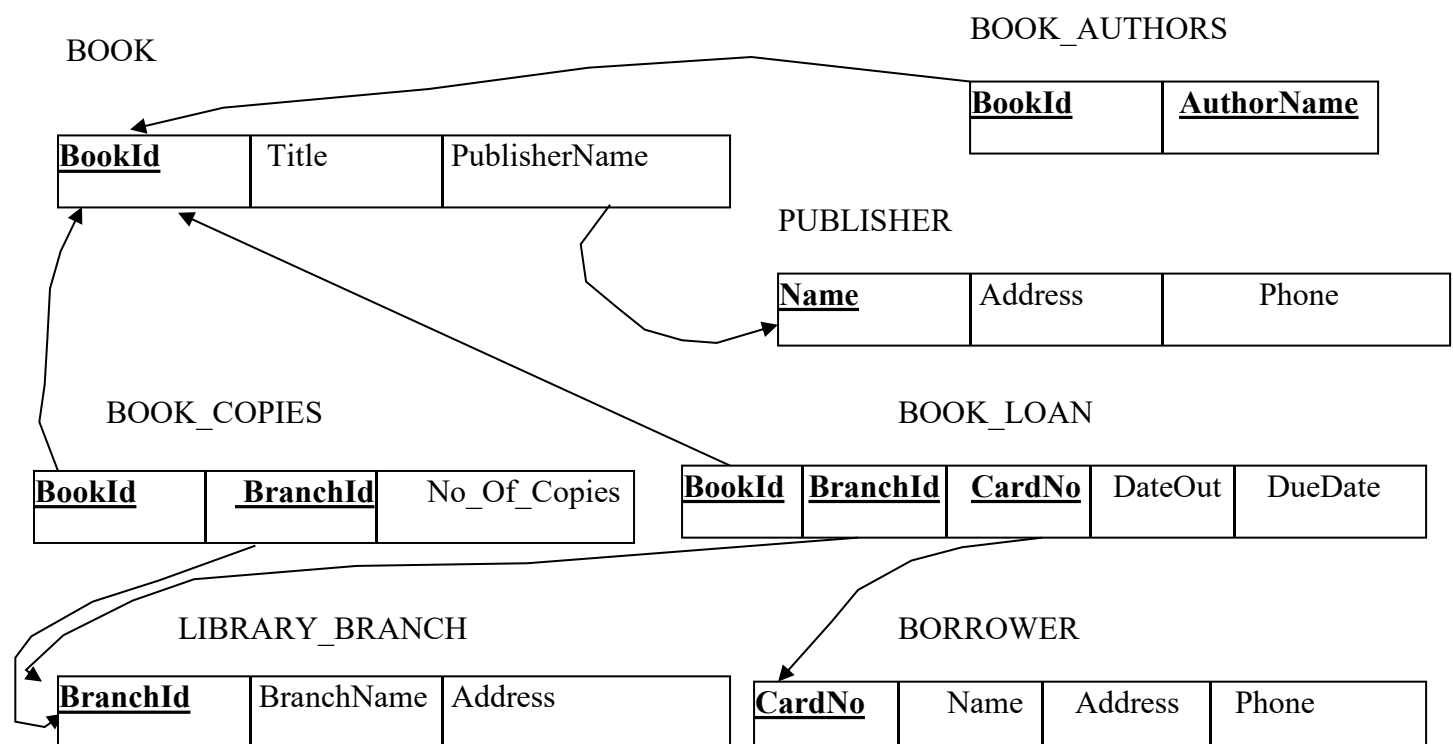 BOOK
BOOK_AUTHORS
BookId AuthorName
BookId Title PublisherName
PUBLISHER
Name Address Phone
BOOK_COPIES
BOOK_LOAN
BookId BranchId No_Of_Copies
BookId BranchId CardNo DateOut DueDate
LIBRARY_BRANCH
BORROWER
BranchId BranchName Address
CardNo Name Address Phone